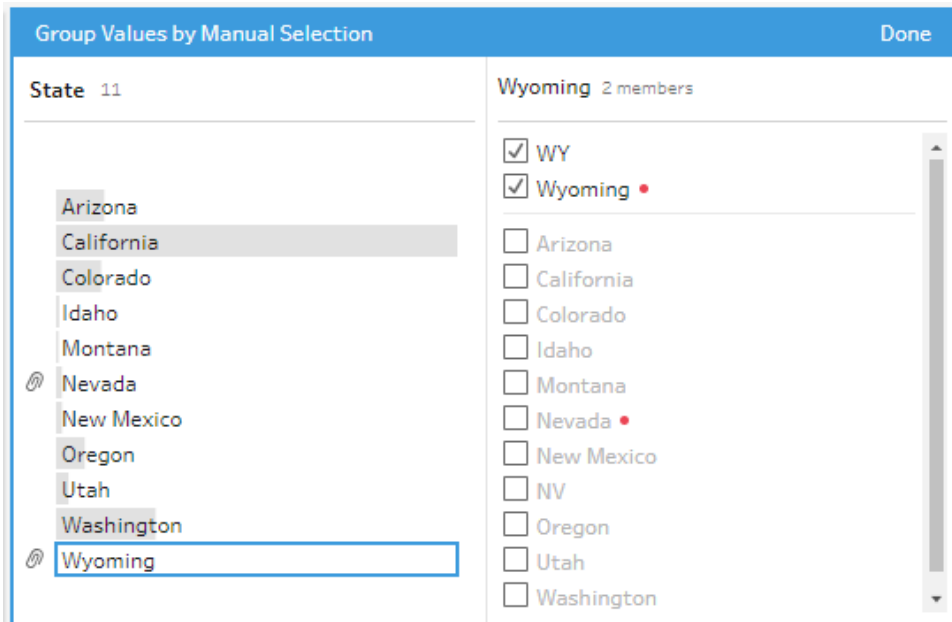 Group Values by Manual Selection Done
State 11
Arizona
California
Colorado
Idaho
Montana
Nevada
New Mexico
Oregon
Utah
Washington
Wyoming
Wyoming 2 members
WY
Wyoming
Arizona
California
Colorado
Idaho
Montana
Nevada
New Mexico
NV
Oregon
Utah
Washington